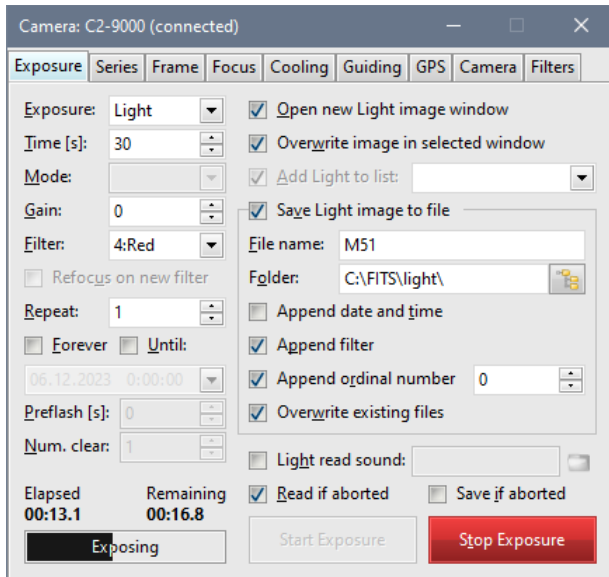 Camera: C2-9000 (connected)
Exposure Series Frame Focus Cooling Guiding GPS Camera Filters
Exposure: Light
Open new Light image window
Time [s]: 30
Overwrite image in selected window
Mode:
Add Light to list:
Gain: 0
Save Light image to file
Filter: 4:Red
File name: M51
Refocus on new filter
Folder: C:\FITS\light\
Repeat: 1
Append date and time
Forever Until:
Append filter
06.12.2023 0:00:00
Append ordinal number 0
Preflash [s]: 0
Overwrite existing files
Num. clear: 1
Light read sound:
Elapsed Remaining
Read if aborted Save if aborted
00:13.1 00:16.8
Exposing
Start Exposure
Stop Exposure